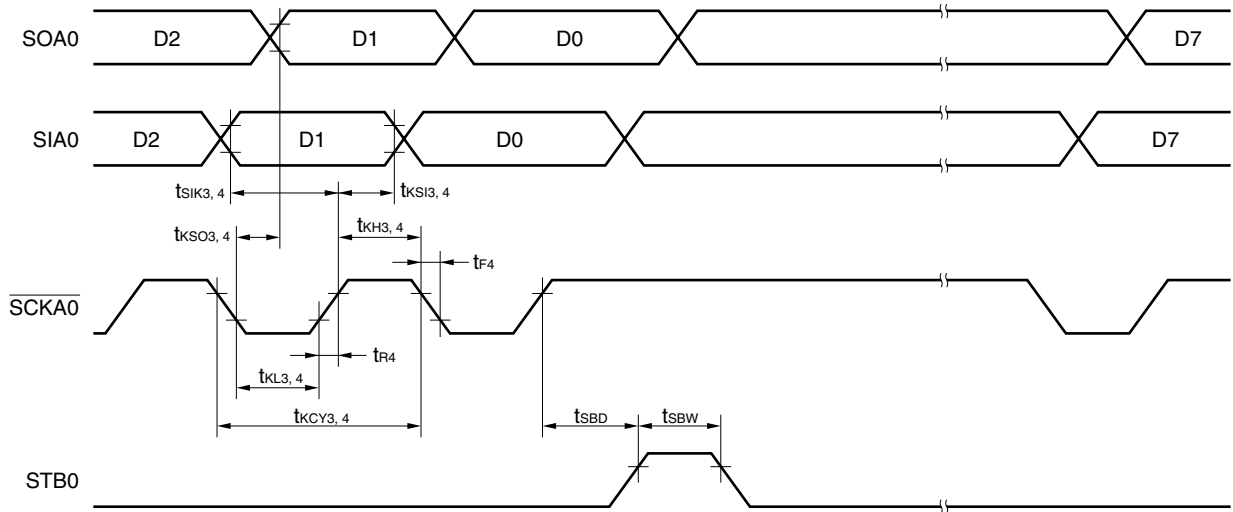 SOA0 D2 D1 D0 D7
SIA0 D2 D1 D0 D7
tSIK3, 4 tKSI3, 4
tKSO3, 4 tKH3, 4
tF4
SCKA0
tR4
tKL3, 4
tKCY3, 4 tSBD tSBW
STB0